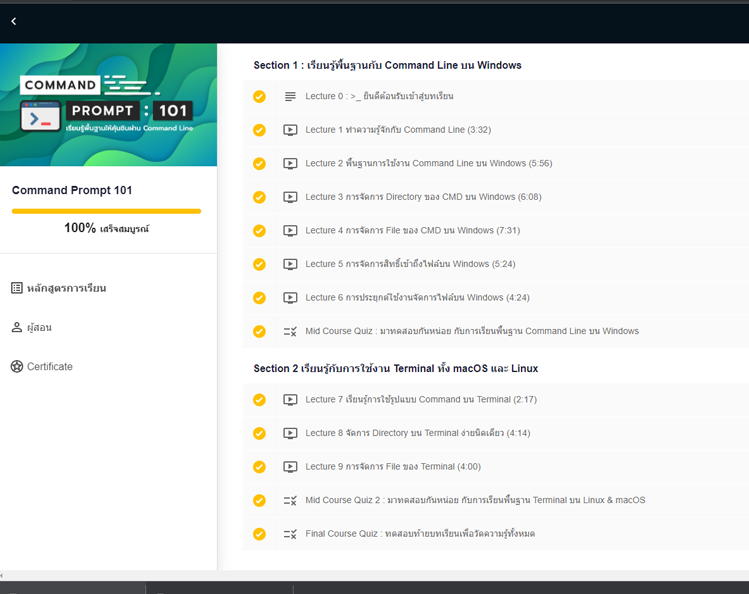 COMMAND
PROMPT : 101
เรียนรู้พื้นฐานให้คุ้นชินผ่าน Command Line
Command Prompt 101
100% เสร็จสมบูรณ์
หลักสูตรการเรียน
ผู้สอน
Certificate
Section 1 : เรียนรู้พื้นฐานกับ Command Line บน Windows
Lecture 0 : >_ ยินดีต้อนรับเข้าสู่บทเรียน
Lecture 1 ทำความรู้จักกับ Command Line (3:32)
Lecture 2 พื้นฐานการใช้งาน Command Line บน Windows (5:56)
Lecture 3 การจัดการ Directory ของ CMD บน Windows (6:08)
Lecture 4 การจัดการ File ของ CMD บน Windows (7:31)
Lecture 5 การจัดการสิทธิ์เข้าถึงไฟล์บน Windows (5:24)
Lecture 6 การประยุกต์ใช้งานจัดการไฟล์บน Windows (4:24)
Mid Course Quiz : มาทดสอบกันหน่อย กับการเรียนพื้นฐาน Command Line บน Windows
Section 2 เรียนรู้กับการใช้งาน Terminal ทั้ง macOS และ Linux
Lecture 7 เรียนรู้การใช้รูปแบบ Command บน Terminal (2:17)
Lecture 8 จัดการ Directory บน Terminal ง่ายนิดเดียว (4:14)
Lecture 9 การจัดการ File ของ Terminal (4:00)
Mid Course Quiz 2 : มาทดสอบกันหน่อย กับการเรียนพื้นฐาน Terminal บน Linux & macOS
Final Course Quiz : ทดสอบท้ายบทเรียนเพื่อวัดความรู้ทั้งหมด